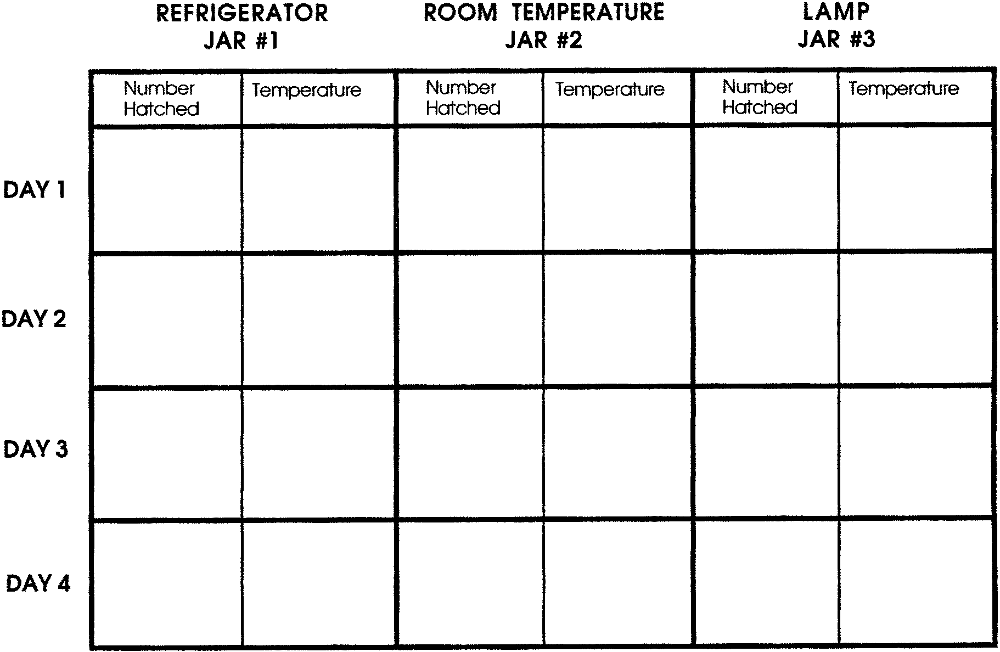 REFRIGERATOR
JAR #1
ROOM TEMPERATURE
JAR #2
LAMP
JAR #3
Number
Hatched
Temperature
Number
Hatched
Temperature
Number
Hatched
Temperature
DAY 1
DAY 2
DAY 3
DAY 4